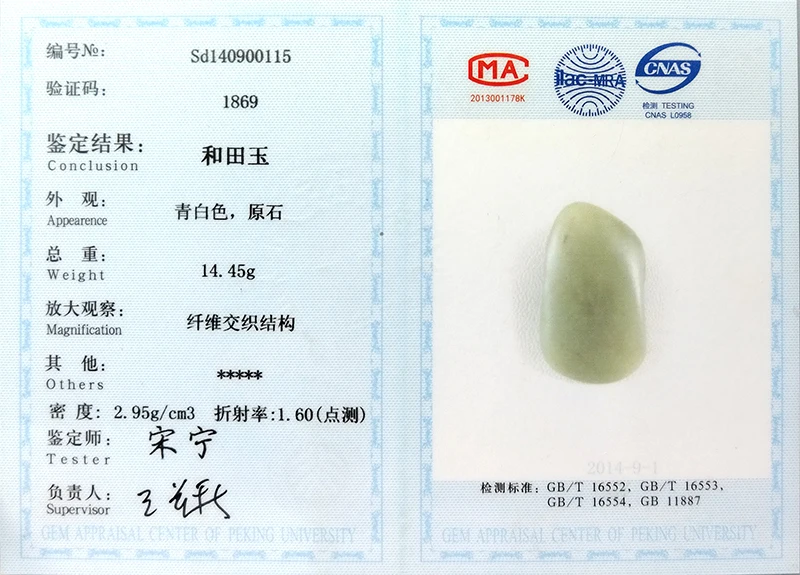 编号№: Sd140900115
验证码: 1869
鉴定结果: 和田玉
Conclusion
外 观: 青白色，原石
Appearence
总 重: 14.45g
Weight
放大观察: 纤维交织结构
Magnification
其 他: *****
Others
密 度: 2.95g/cm3 折射率:1.60(点测)
鉴定师: 宋宁
Tester
负责人:
Supervisor
GEM APPRAISAL CENTER OF PEKING UNIVERSITY
MA
2013001178K
ilac-MRA
CNAS
检测 TESTING
CNAS L0958
2014-9-1
检测标准: GB/T 16552、GB/T 16553、
GB/T 16554、GB 11887
GEM APPRAISAL CENTER OF PEKING UNIVERSITY